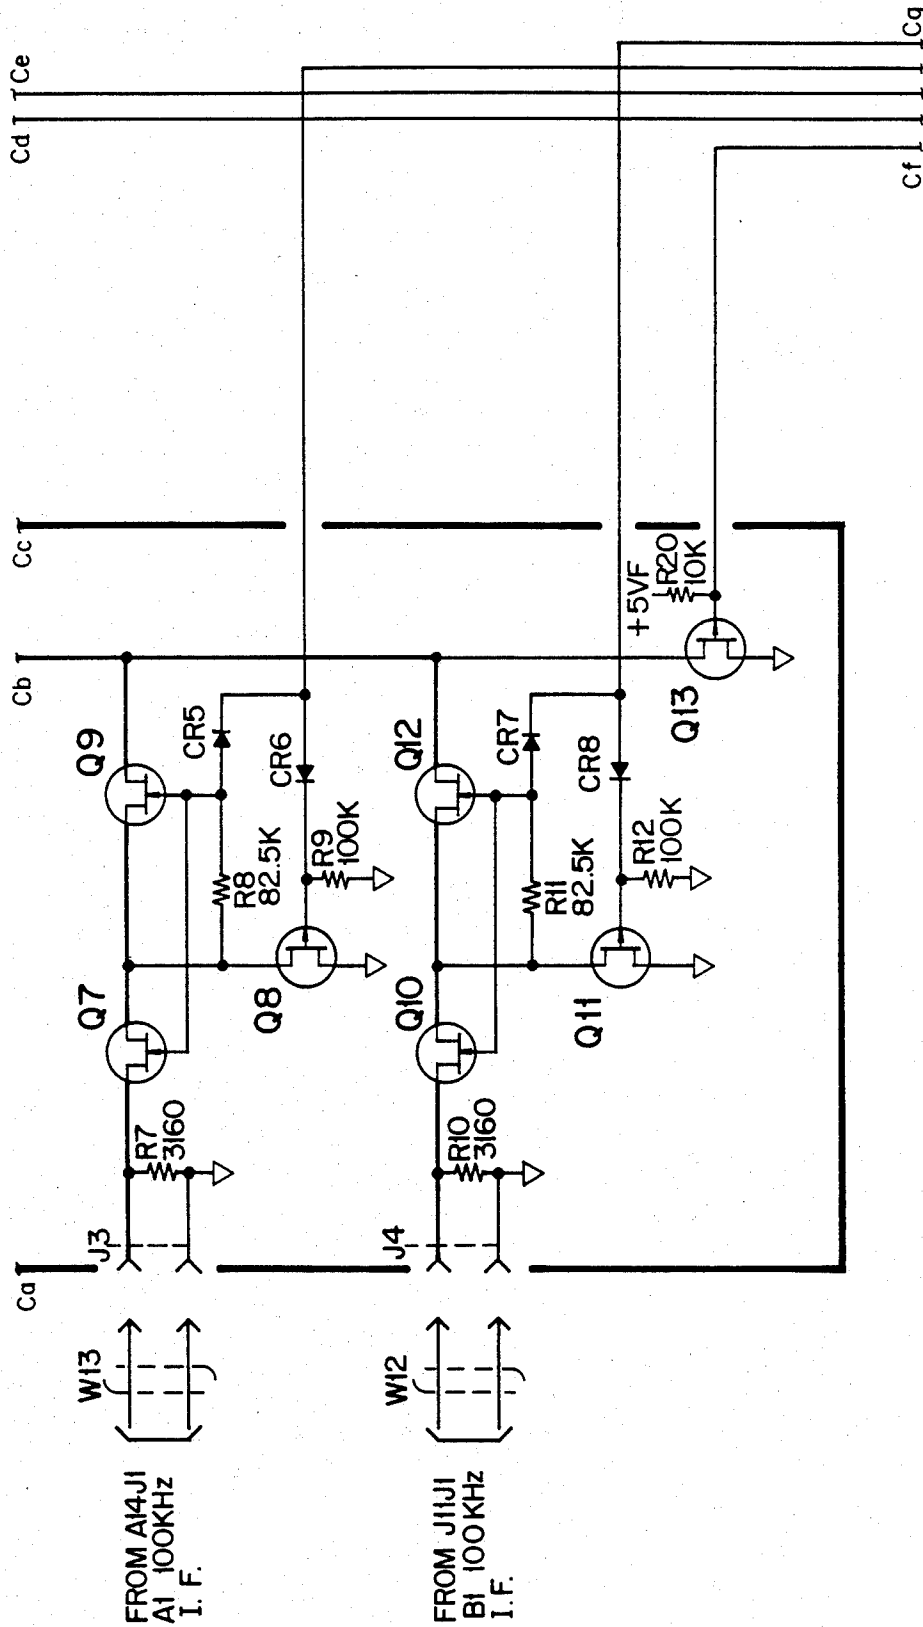 Ce
Cd
Cq
Cf
Cc
Cb
Ca
Q9
CR5
CR6
R8
82.5K
R9
100K
Q7
Q8
R7
3160
J3
W13
FROM A14J1
A1 100KHz
I. F.
Q12
CR7
CR8
R11
82.5K
R12
100K
Q10
Q11
R10
3160
J4
W12
FROM J11J1
B1 100KHz
I.F.
+5VF
R20
10K
Q13